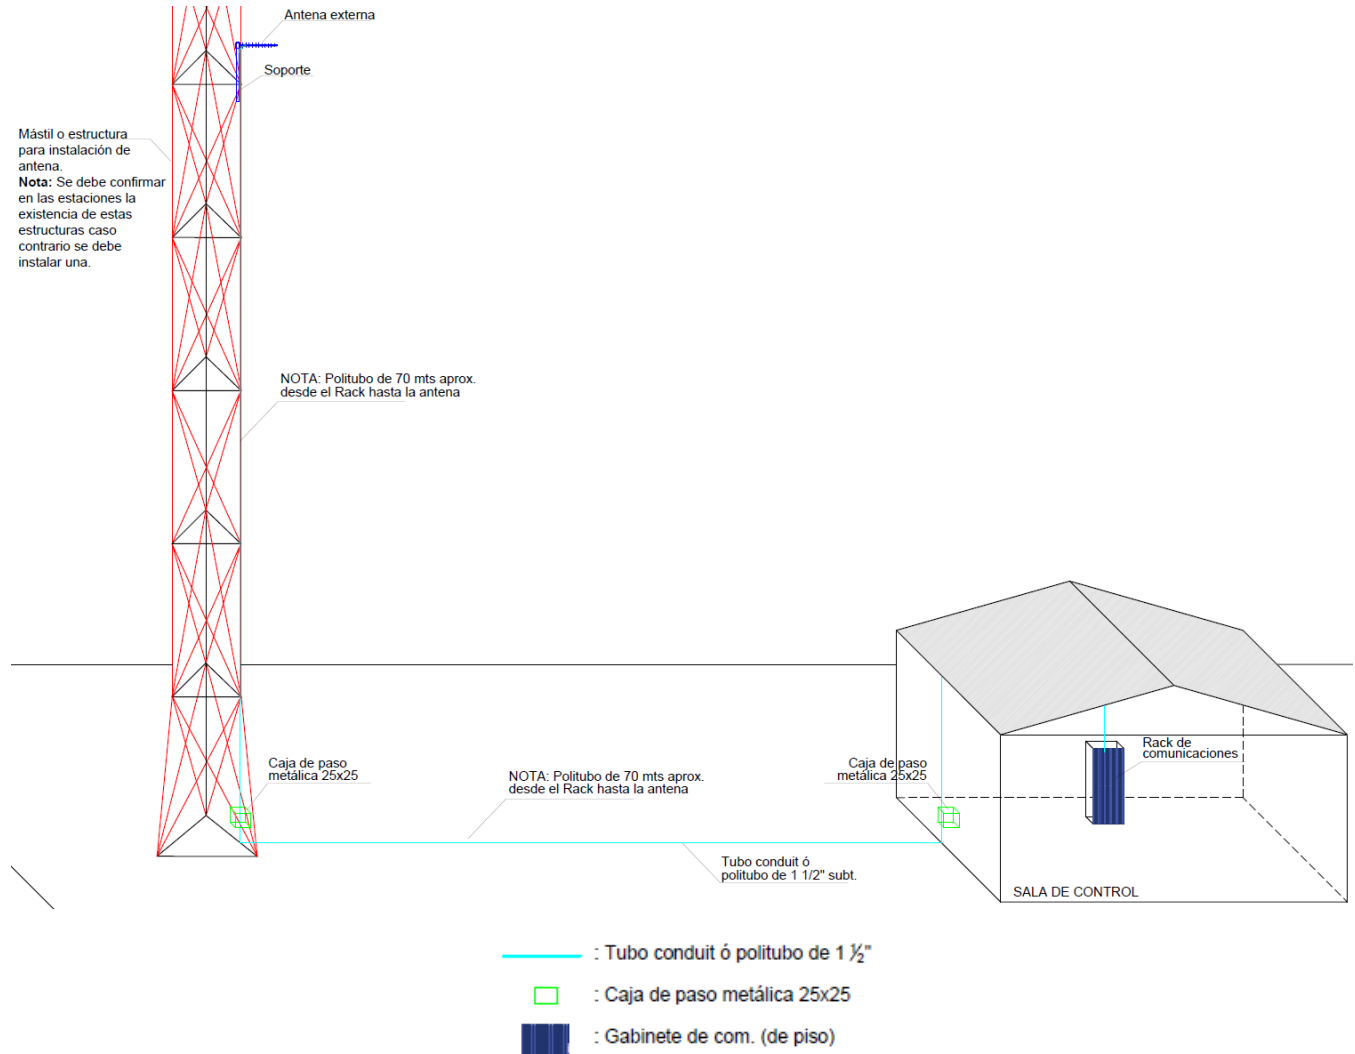 Antena externa
Soporte
Mástil o estructura
para instalación de
antena.
Nota: Se debe confirmar
en las estaciones la
existencia de estas
estructuras caso
contrario se debe
instalar una.
NOTA: Politubo de 70 mts aprox.
desde el Rack hasta la antena
Caja de paso
metálica 25x25
NOTA: Politubo de 70 mts aprox.
desde el Rack hasta la antena
Caja de paso
metálica 25x25
Rack de
comunicaciones
Tubo conduit ó
politubo de 1 1/2" subt.
SALA DE CONTROL
: Tubo conduit ó politubo de 1 ½"
: Caja de paso metálica 25x25
: Gabinete de com. (de piso)